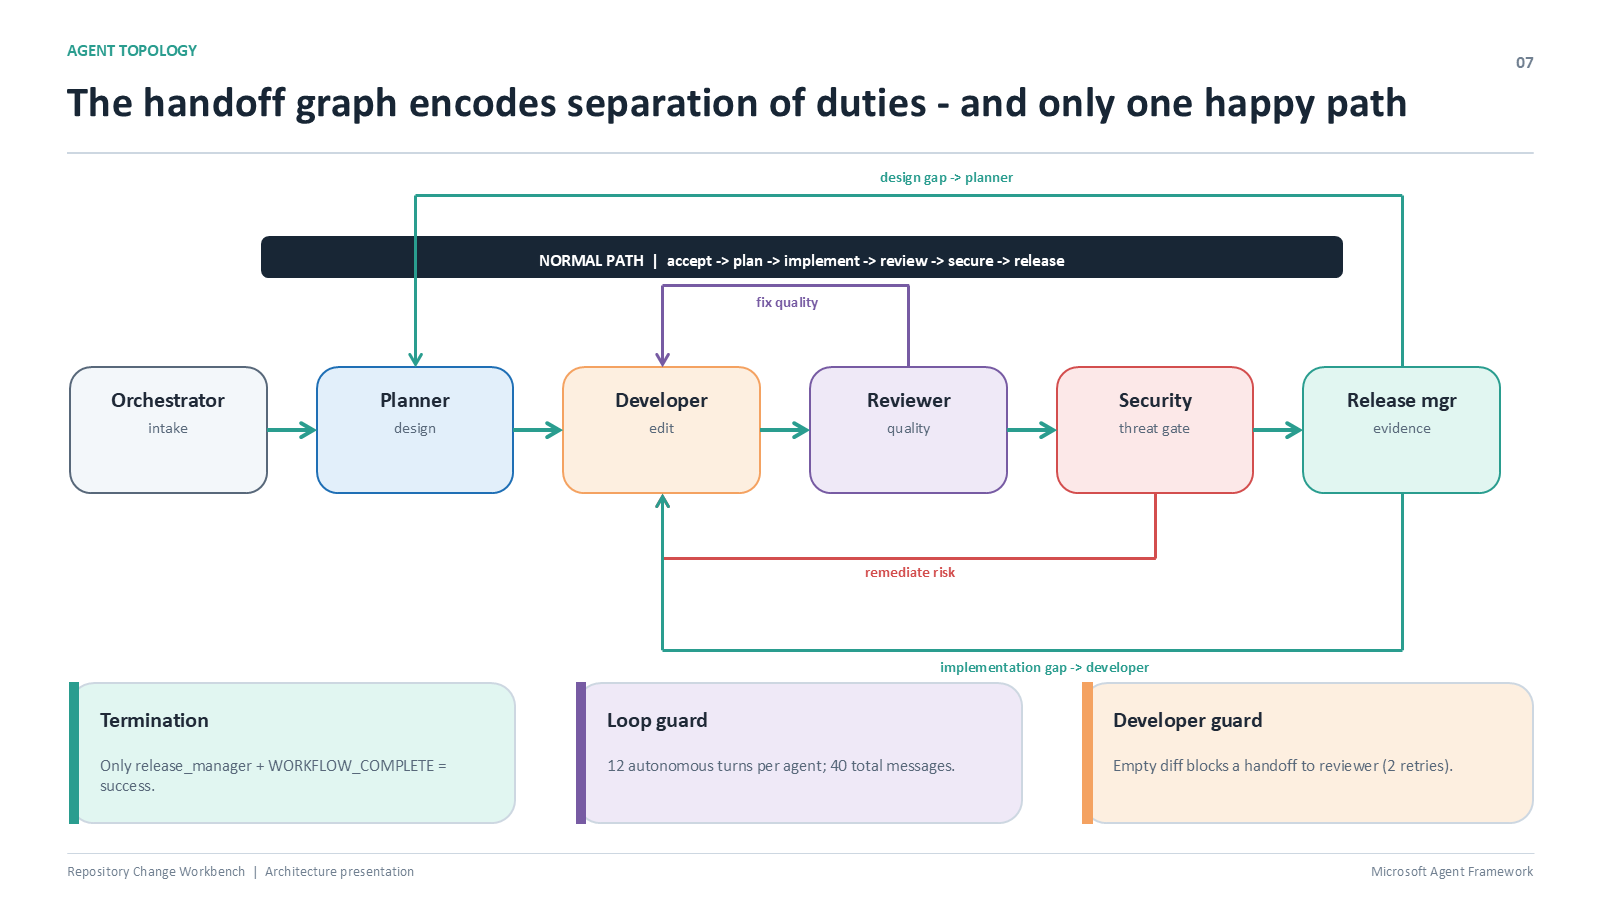 AGENT TOPOLOGY
07
The handoff graph encodes separation of duties - and only one happy path
design gap -> planner
NORMAL PATH | accept -> plan -> implement -> review -> secure -> release
fix quality
Orchestrator
intake
Planner
design
Developer
edit
Reviewer
quality
Security
threat gate
Release mgr
evidence
remediate risk
implementation gap -> developer
Termination
Only release_manager + WORKFLOW_COMPLETE =
success.
Loop guard
12 autonomous turns per agent; 40 total messages.
Developer guard
Empty diff blocks a handoff to reviewer (2 retries).
Repository Change Workbench | Architecture presentation
Microsoft Agent Framework